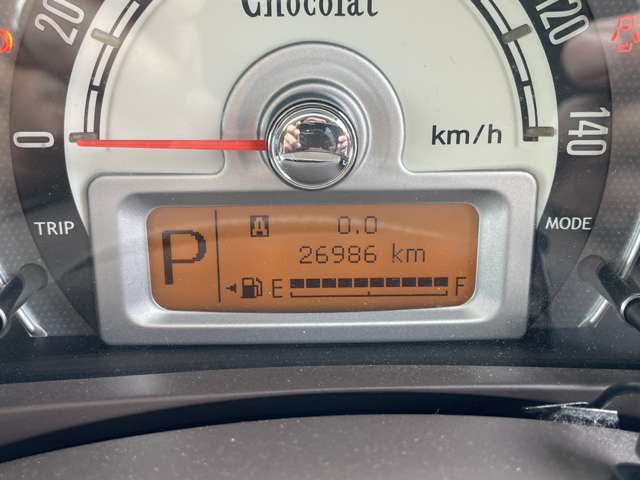 Chocolat
20
120
0
km/h
140
TRIP
MODE
P
A 0.0
26986 km
E F